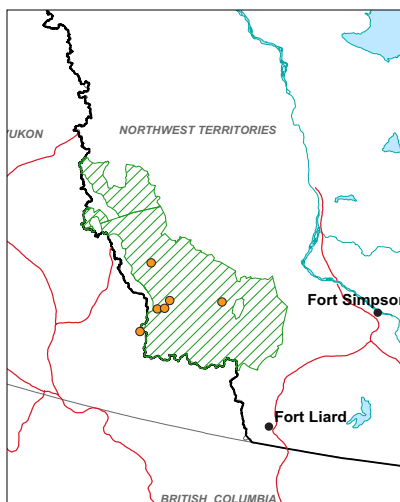 NORTHWEST TERRITORIES
YUKON
Fort Simpson
Fort Liard
BRITISH COLUMBIA